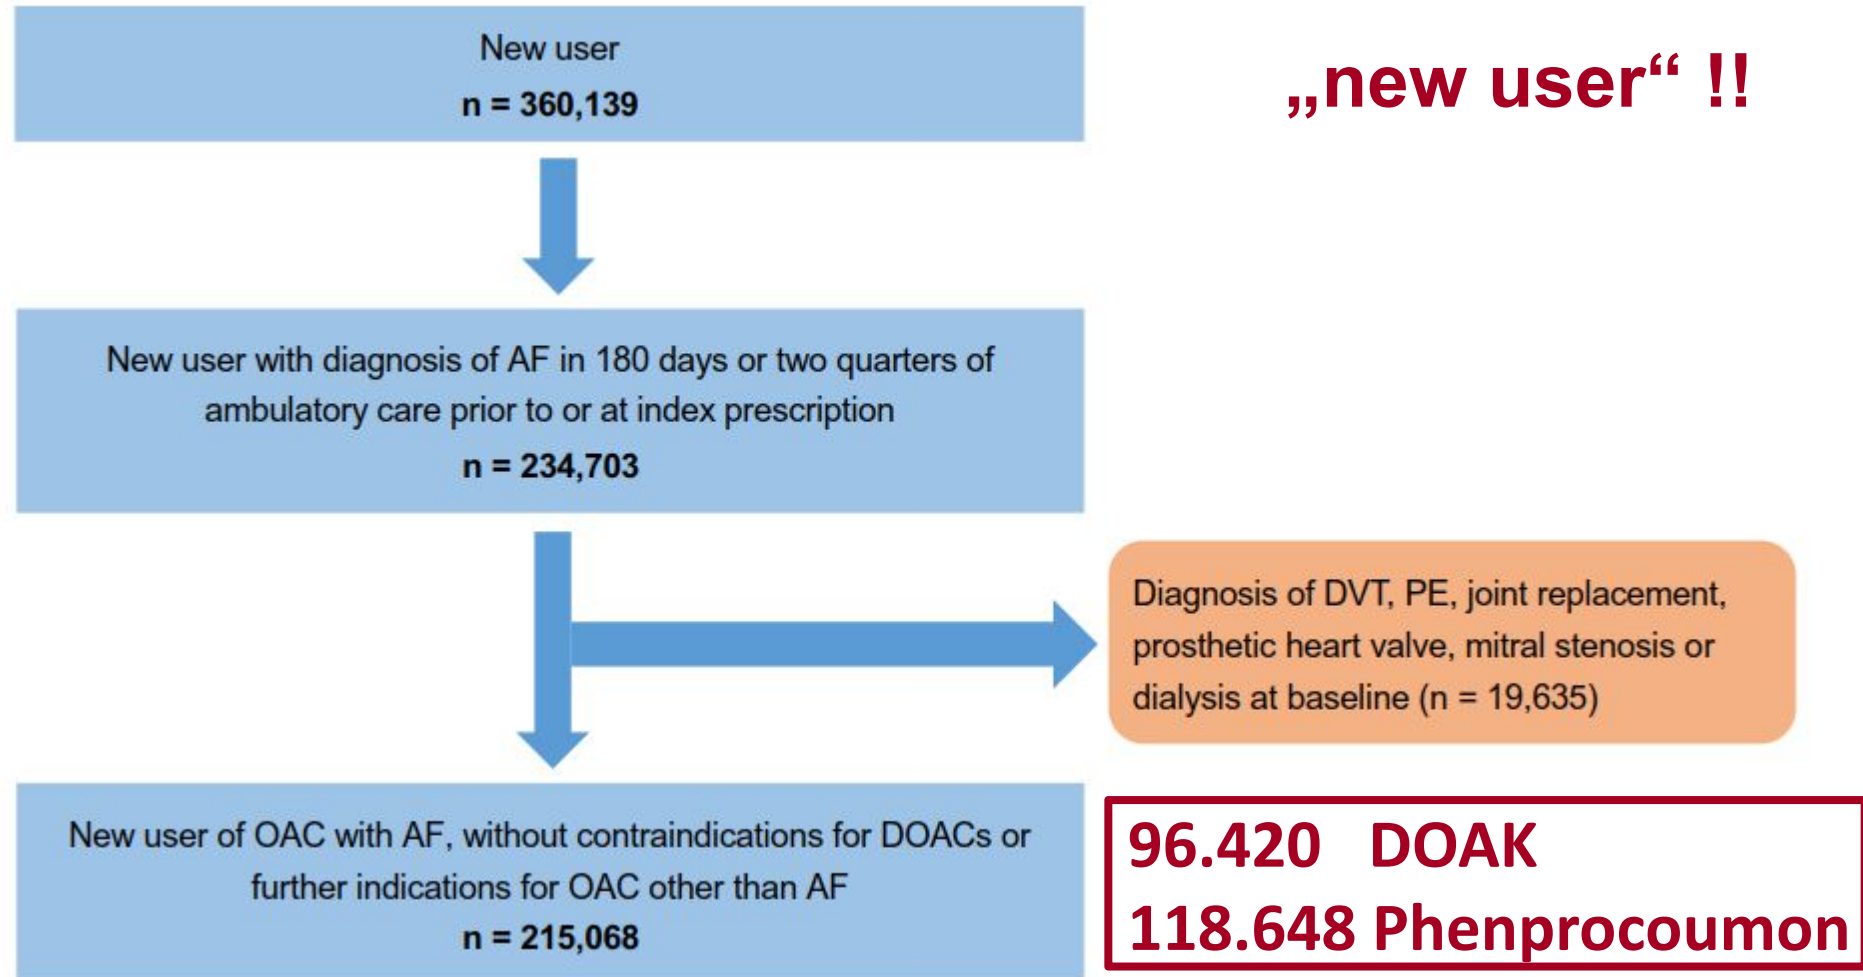 New user
n = 360,139
„new user“ !!
New user with diagnosis of AF in 180 days or two quarters of
ambulatory care prior to or at index prescription
n = 234,703
Diagnosis of DVT, PE, joint replacement,
prosthetic heart valve, mitral stenosis or
dialysis at baseline (n = 19,635)
New user of OAC with AF, without contraindications for DOACs or
further indications for OAC other than AF
n = 215,068
96.420 DOAK
118.648 Phenprocoumon